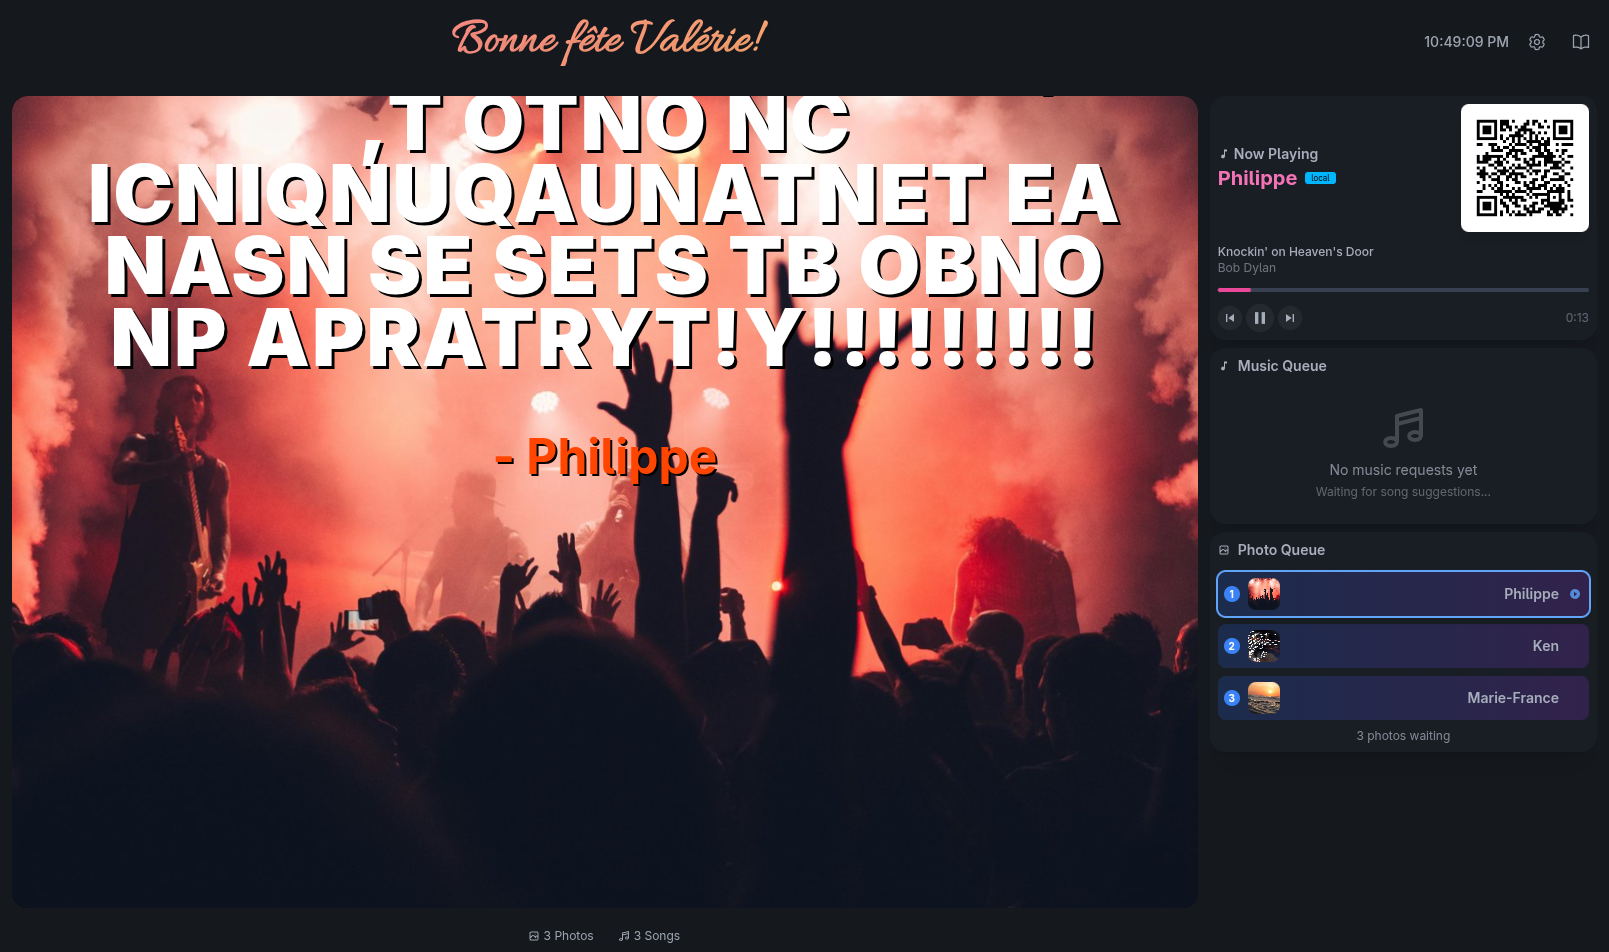 Bonne fête Valérie!
10:49:09 PM
,T OTNO NC
ICNIQNUQAUNATNET EA
NASN SE SETS TB OBNO
NP APRATRYT!Y!!!!!!!!!
- Philippe
Now Playing
Philippe local
Knockin' on Heaven's Door
Bob Dylan
0:13
Music Queue
No music requests yet
Waiting for song suggestions...
Photo Queue
1 Philippe
2 Ken
3 Marie-France
3 photos waiting
3 Photos 3 Songs